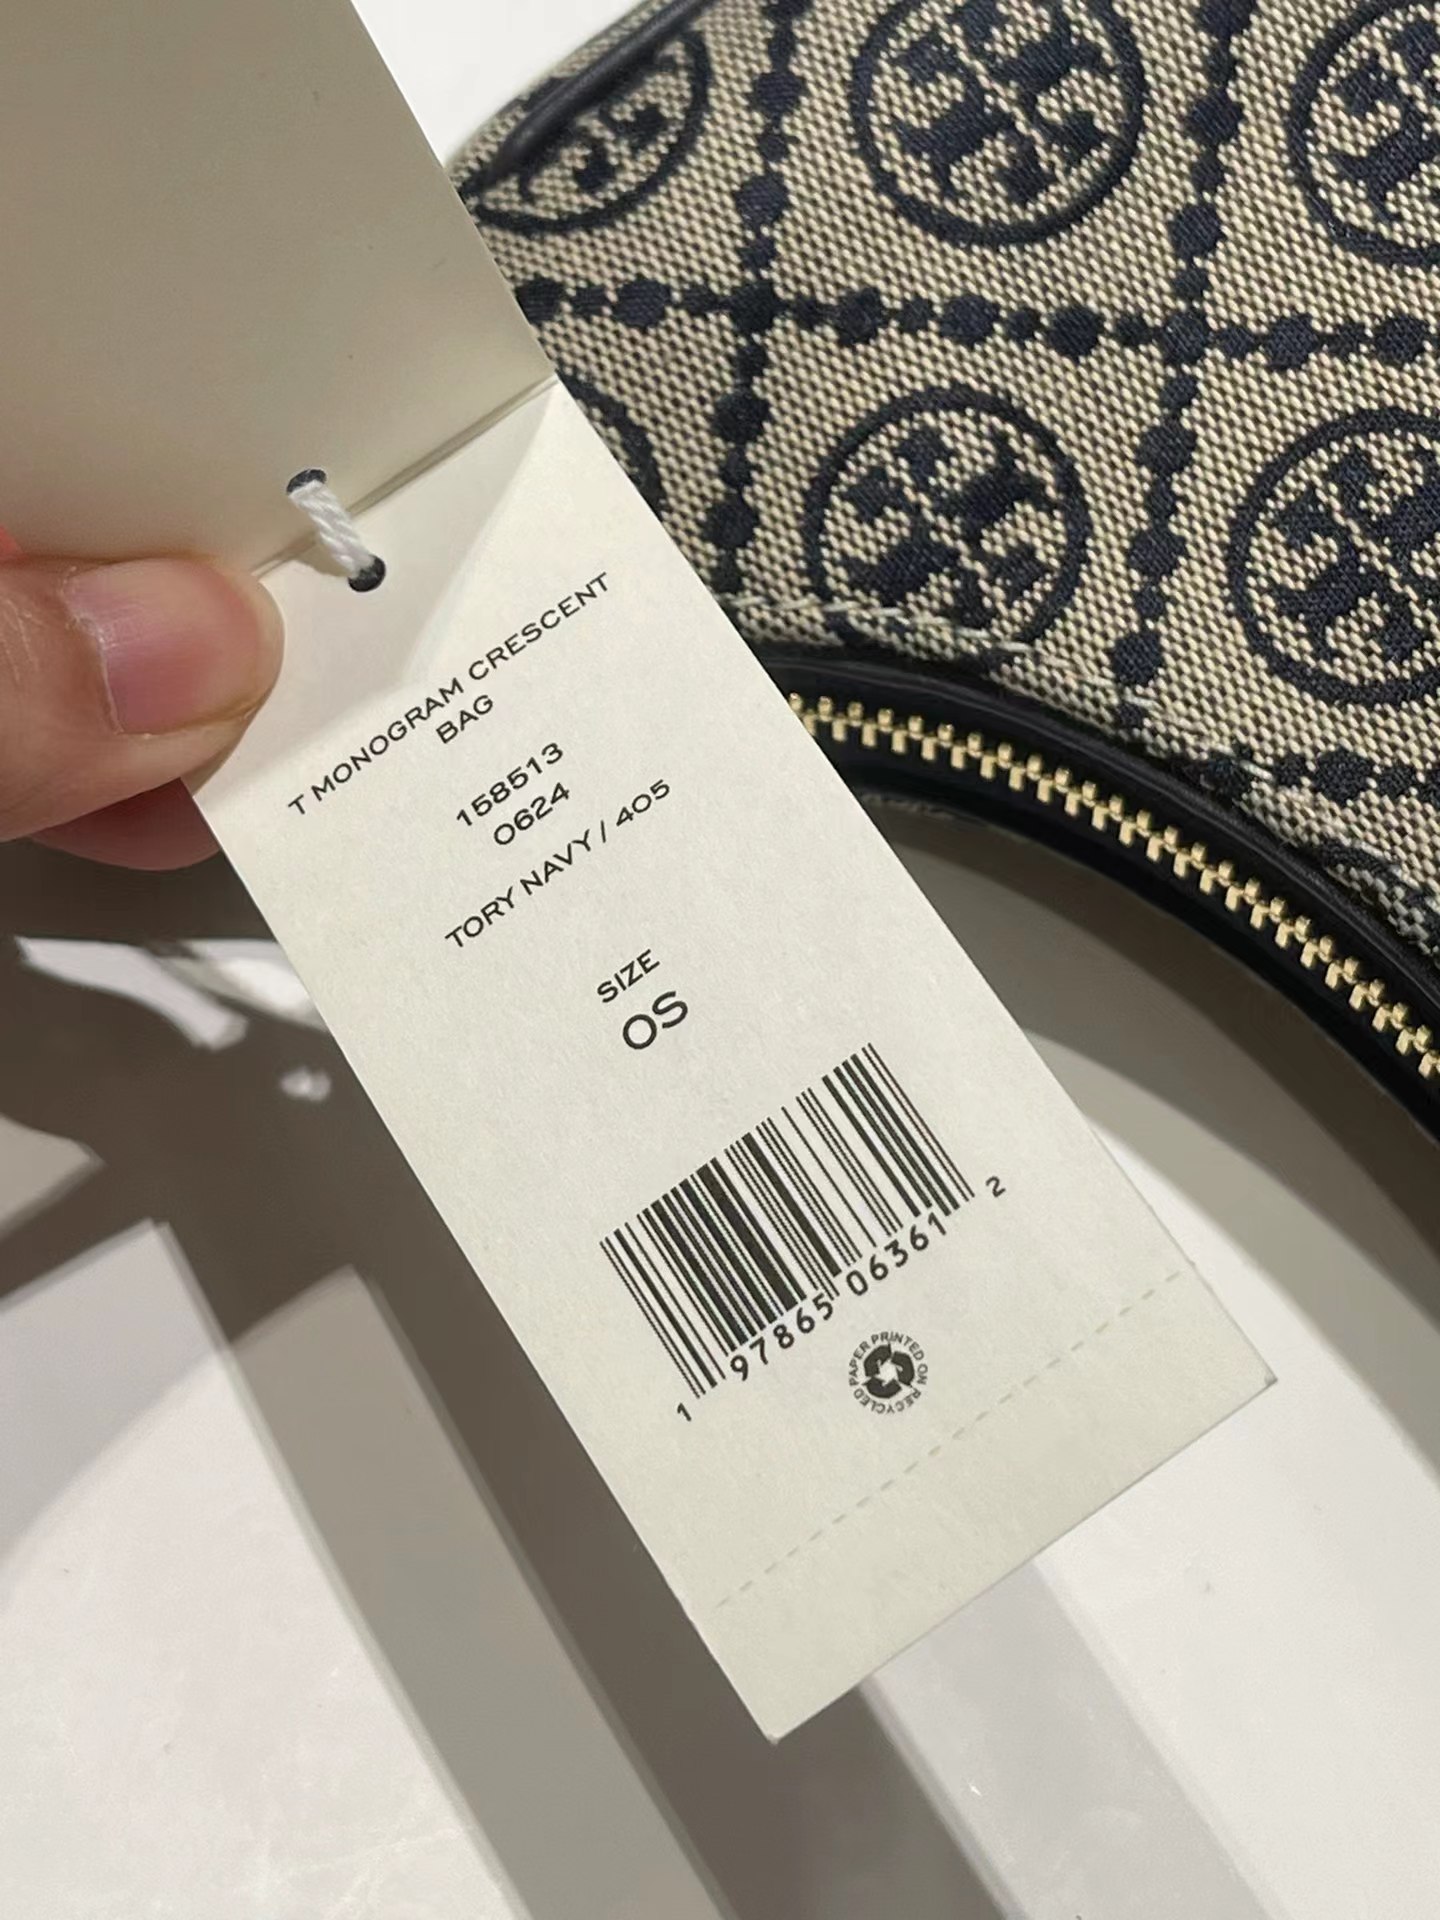 T MONOGRAM CRESCENT
BAG
158513
0624
TORY NAVY / 405
SIZE
OS
1 97865 06361 2
PAPER PRINTED ON RECYCLED